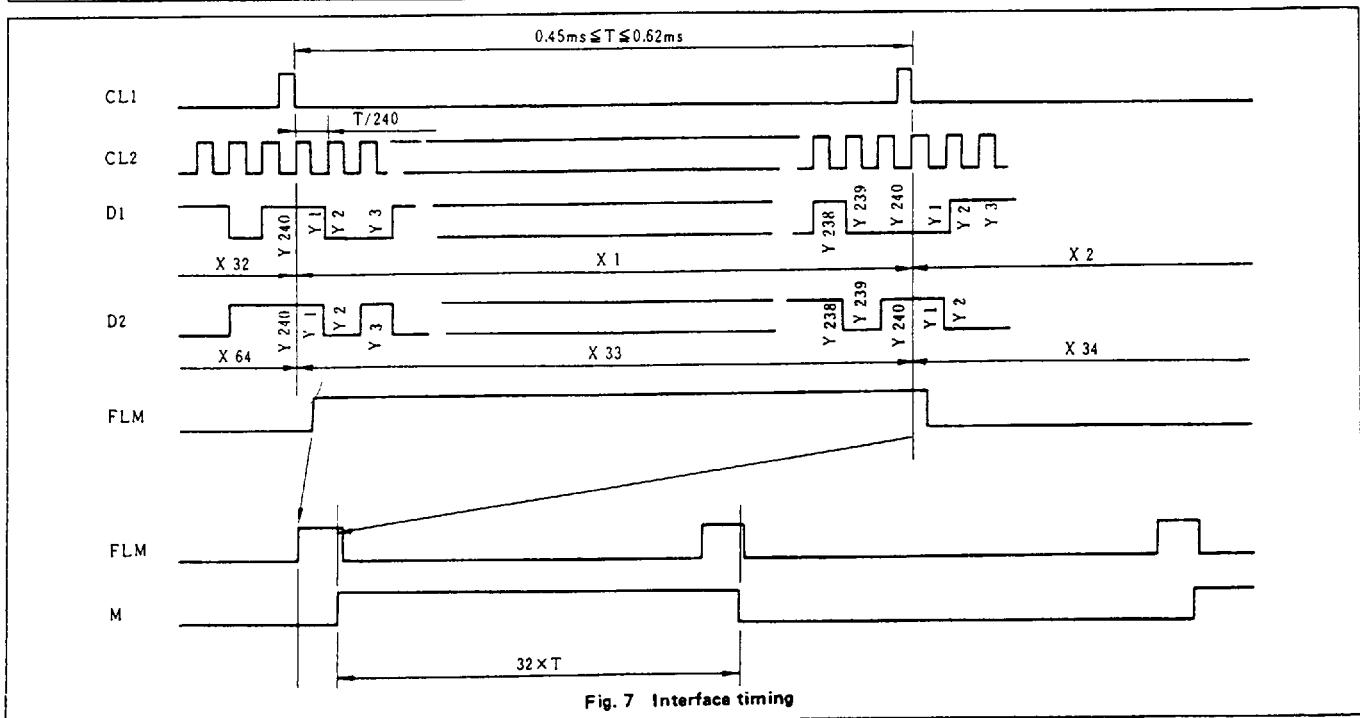 0.45ms≦T≦0.62ms
CL1
T/240
CL2
D1
Y 240
Y 1
Y 2
Y 3
Y 238
Y 239
Y 240
Y 1
Y 2
Y 3
X 32
X 1
X 2
D2
Y 240
Y 1
Y 2
Y 3
Y 238
Y 239
Y 240
Y 1
Y 2
X 64
X 33
X 34
FLM
FLM
M
32×T
Fig. 7 Interface timing